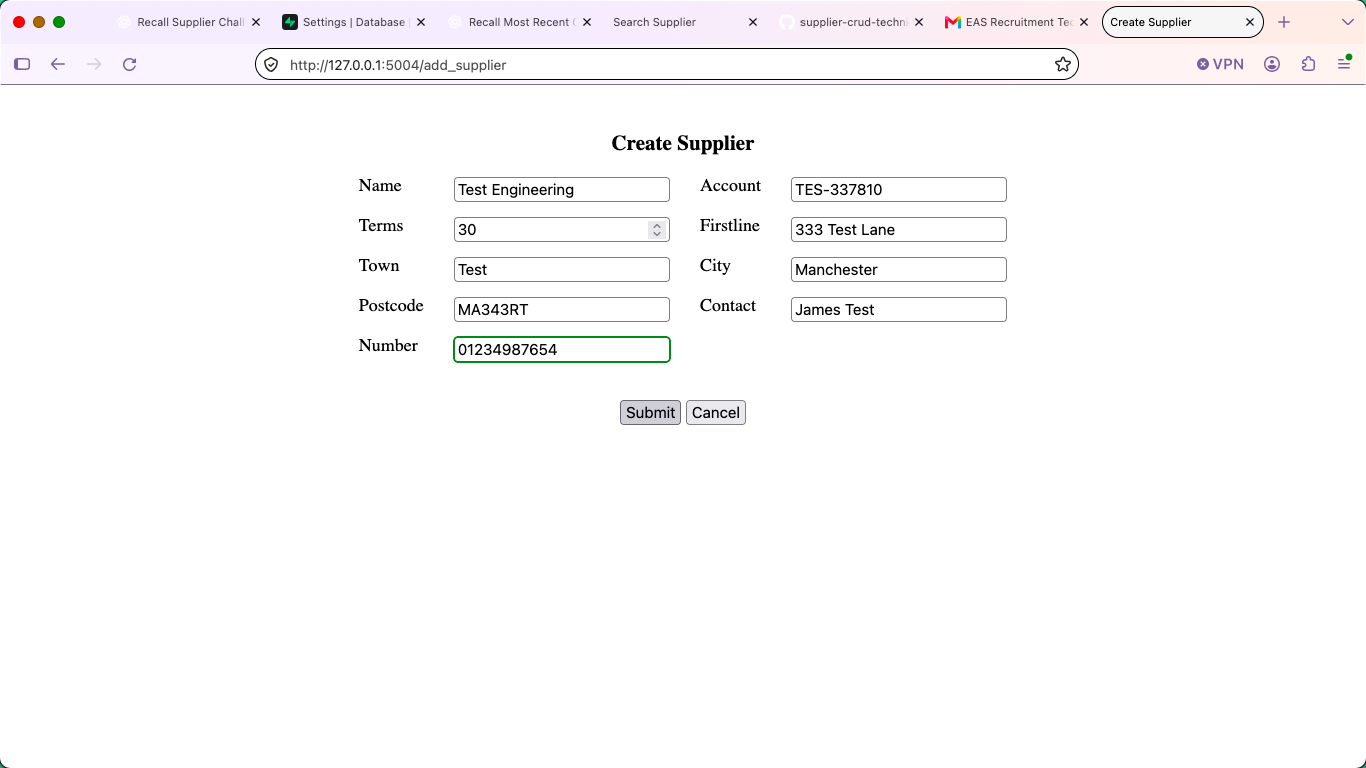 Recall Supplier Chall
Settings | Database
Recall Most Recent
Search Supplier
supplier-crud-techni
EAS Recruitment Tec
Create Supplier
http://127.0.0.1:5004/add_supplier
VPN
Create Supplier
Name Test Engineering Account TES-337810
Terms 30 Firstline 333 Test Lane
Town Test City Manchester
Postcode MA343RT Contact James Test
Number 01234987654
Submit Cancel